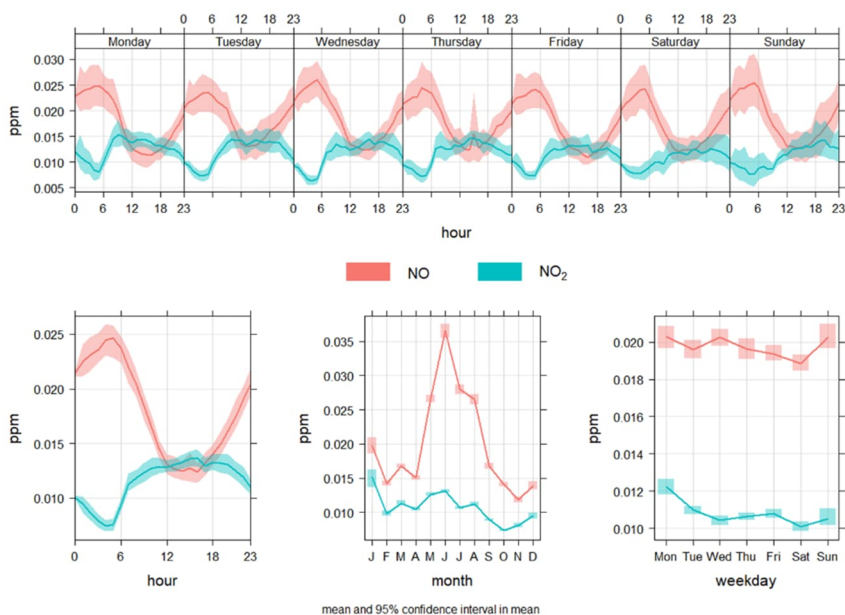 0 6 12 18 23 0 6 12 18 23 0 6 12 18 23
Monday Tuesday Wednesday Thursday Friday Saturday Sunday
0.030
0.025
0.020
0.015
0.010
0.005
ppm
0 6 12 18 23 0 6 12 18 23 0 6 12 18 23 0 6 12 18 23
hour
NO NO₂
0.025
0.020
0.015
0.010
ppm
0 6 12 18 23
hour
0.035
0.030
0.025
0.020
0.015
0.010
ppm
J F M A M J J A S O N D
month
0.020
0.018
0.016
0.014
0.012
0.010
ppm
Mon Tue Wed Thu Fri Sat Sun
weekday
mean and 95% confidence interval in mean